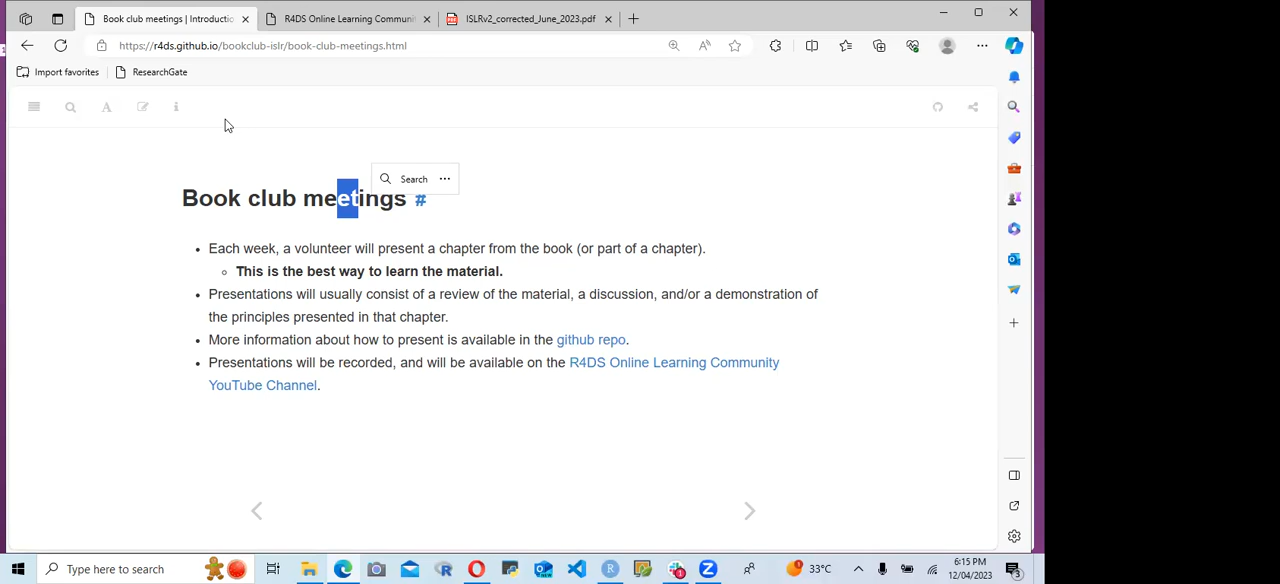 Book club meetings | Introductio
R4DS Online Learning Communi
ISLRv2_corrected_June_2023.pdf
https://r4ds.github.io/bookclub-islr/book-club-meetings.html
Import favorites
ResearchGate
Search
Book club meetings #
Each week, a volunteer will present a chapter from the book (or part of a chapter).
This is the best way to learn the material.
Presentations will usually consist of a review of the material, a discussion, and/or a demonstration of
the principles presented in that chapter.
More information about how to present is available in the github repo.
Presentations will be recorded, and will be available on the R4DS Online Learning Community
YouTube Channel.
Type here to search
33°C
6:15 PM
12/04/2023